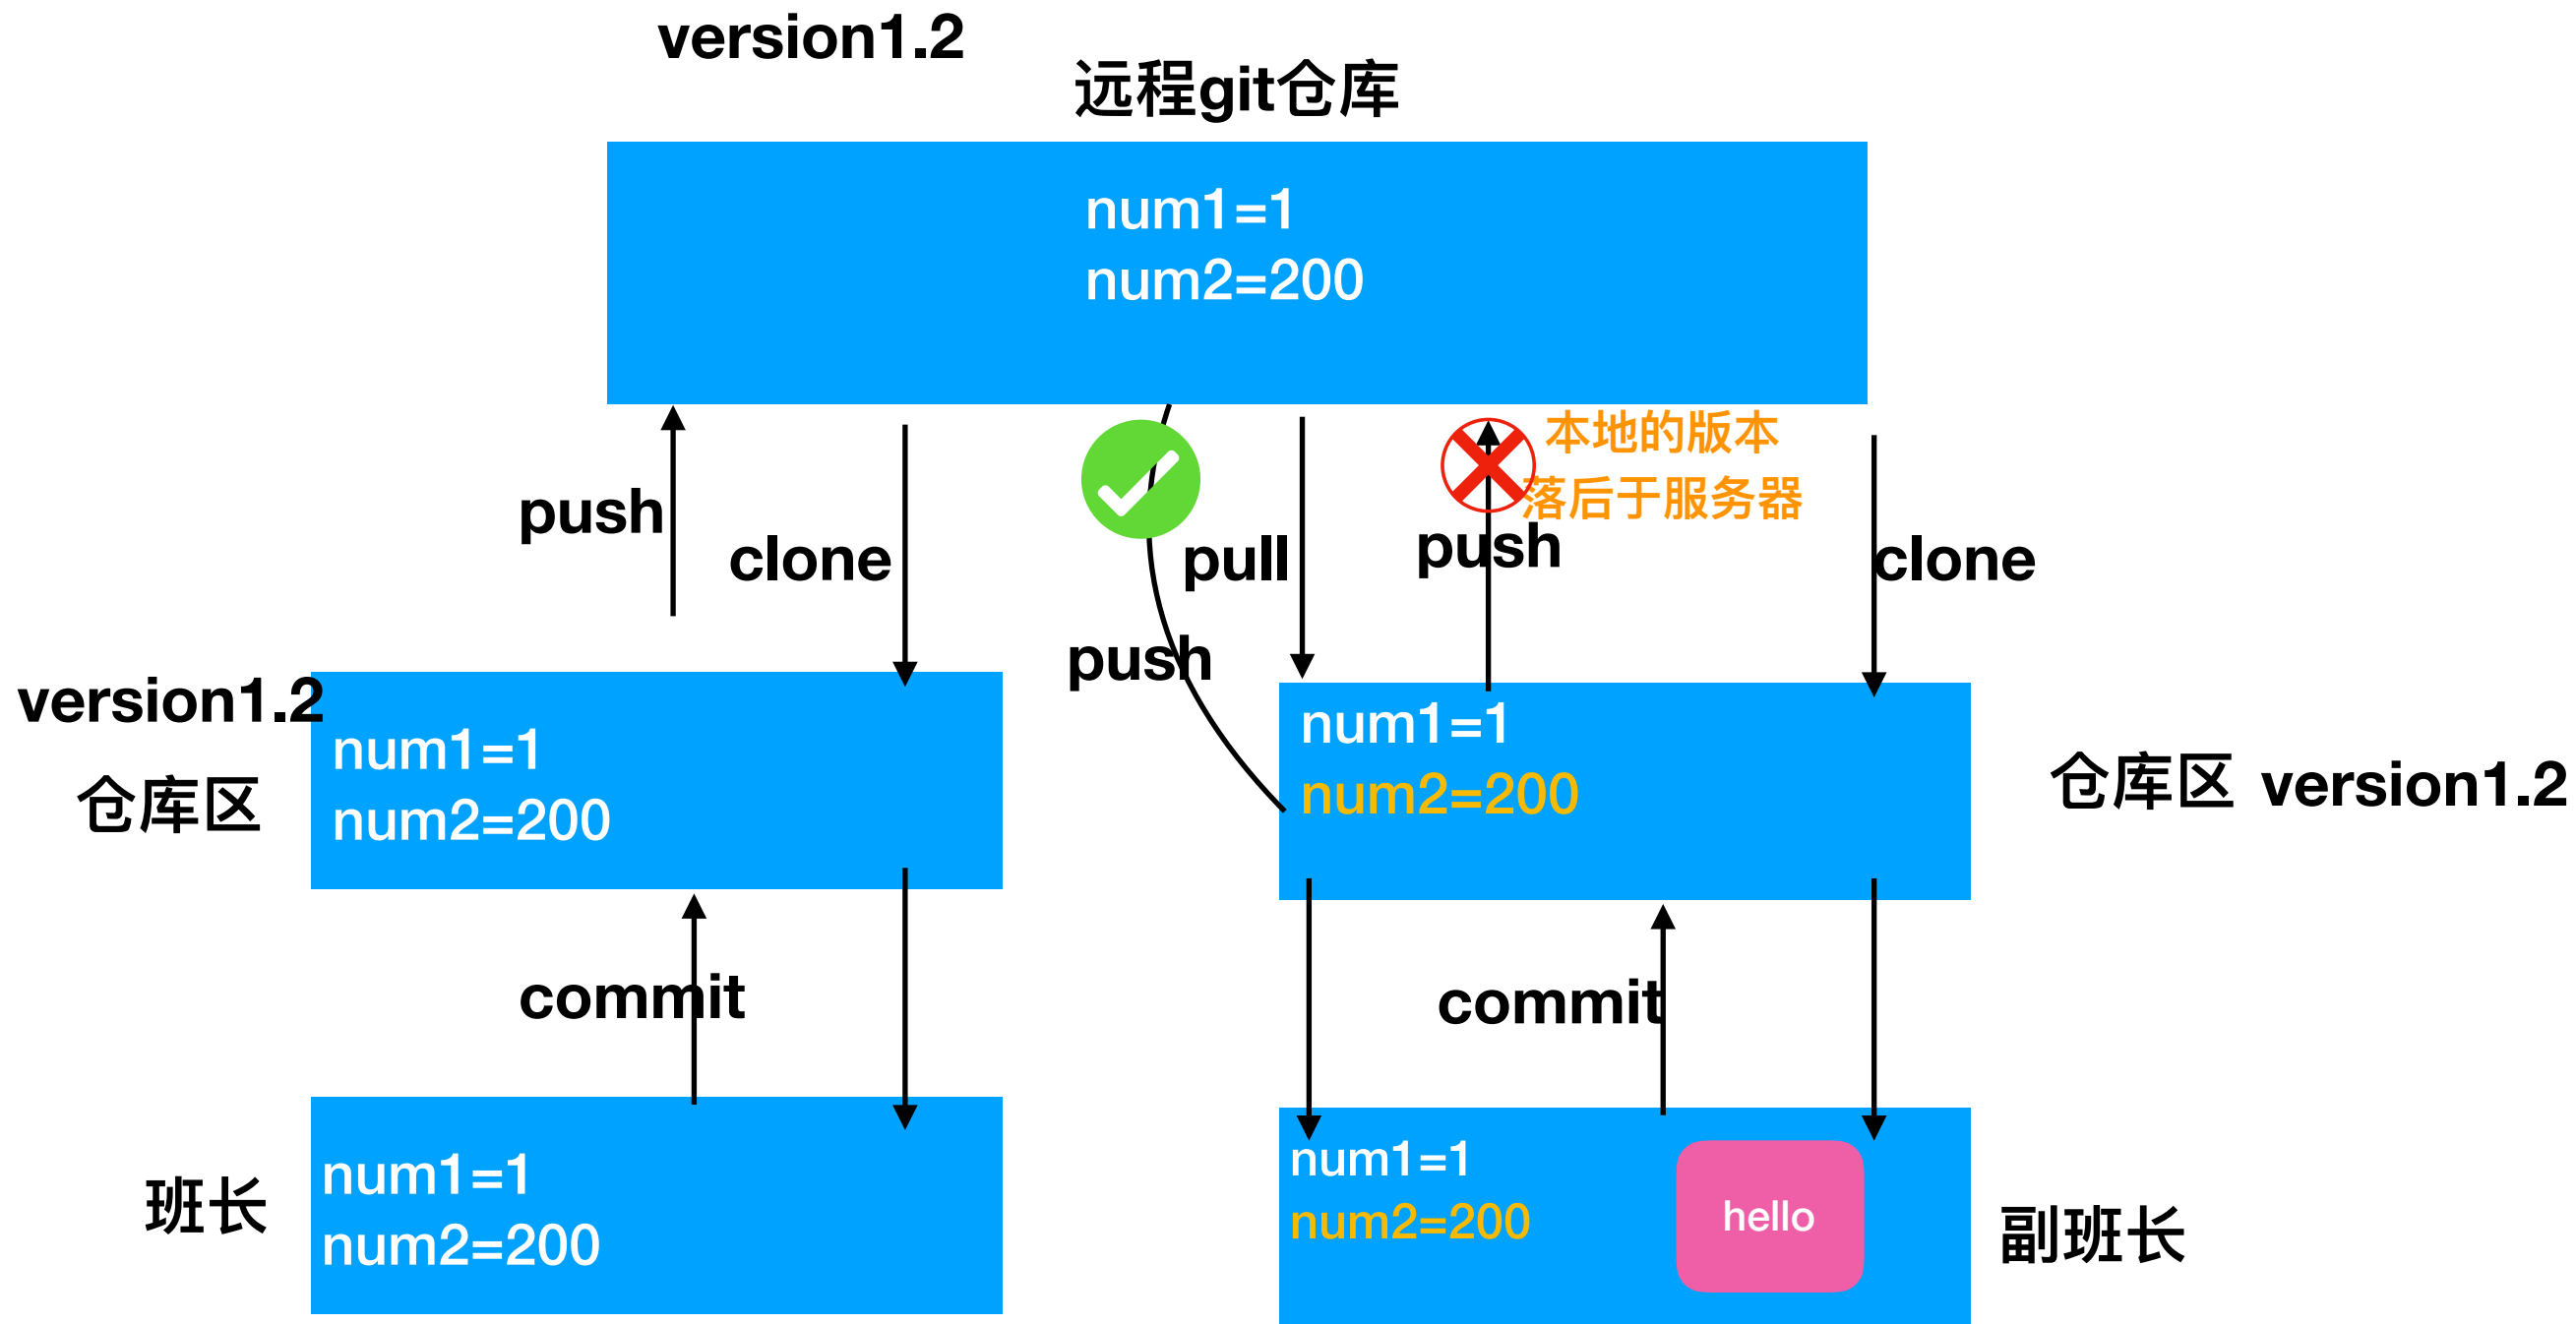 version1.2
远程git仓库
num1=1
num2=200
本地的版本
落后于服务器
push
clone
pull
push
clone
push
version1.2
仓库区
num1=1
num2=200
num1=1
num2=200
仓库区 version1.2
commit
commit
班长
num1=1
num2=200
num1=1
num2=200
hello
副班长